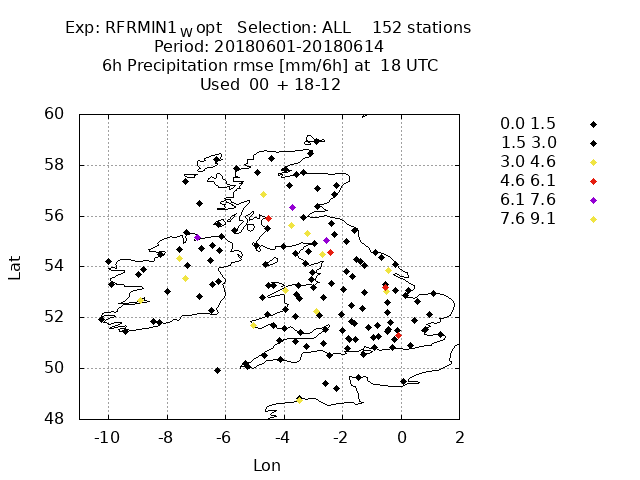 Exp: RFRMIN1wopt Selection: ALL 152 stations
Period: 20180601-20180614
6h Precipitation rmse [mm/6h] at 18 UTC
Used 00 + 18-12
60
58
56
54
52
50
48
-10 -8 -6 -4 -2 0 2
Lat
Lon
0.0 1.5
1.5 3.0
3.0 4.6
4.6 6.1
6.1 7.6
7.6 9.1